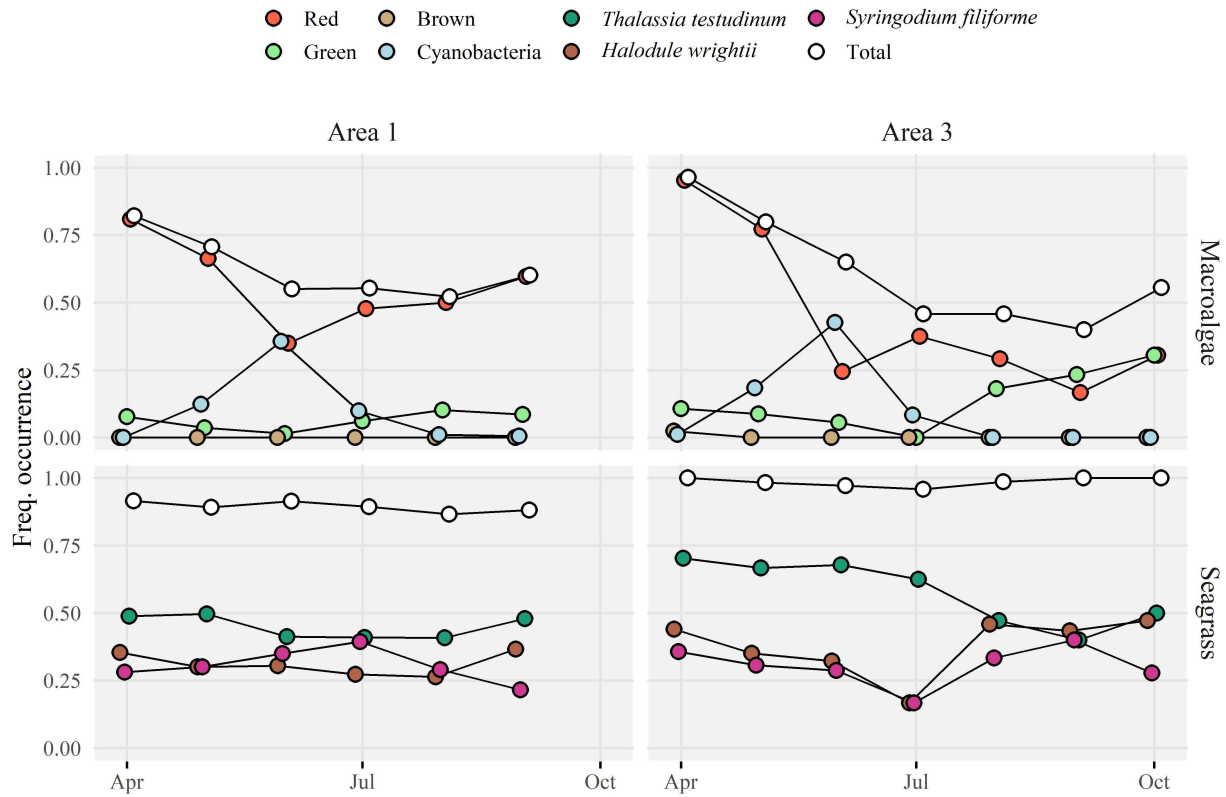 Red Brown Thalassia testudinum Syringodium filiforme
Green Cyanobacteria Halodule wrightii Total
Area 1 Area 3
1.00
0.75
0.50
0.25
0.00
Macroalgae
Freq. occurrence
1.00
0.75
0.50
0.25
0.00
Seagrass
Apr Jul Oct Apr Jul Oct